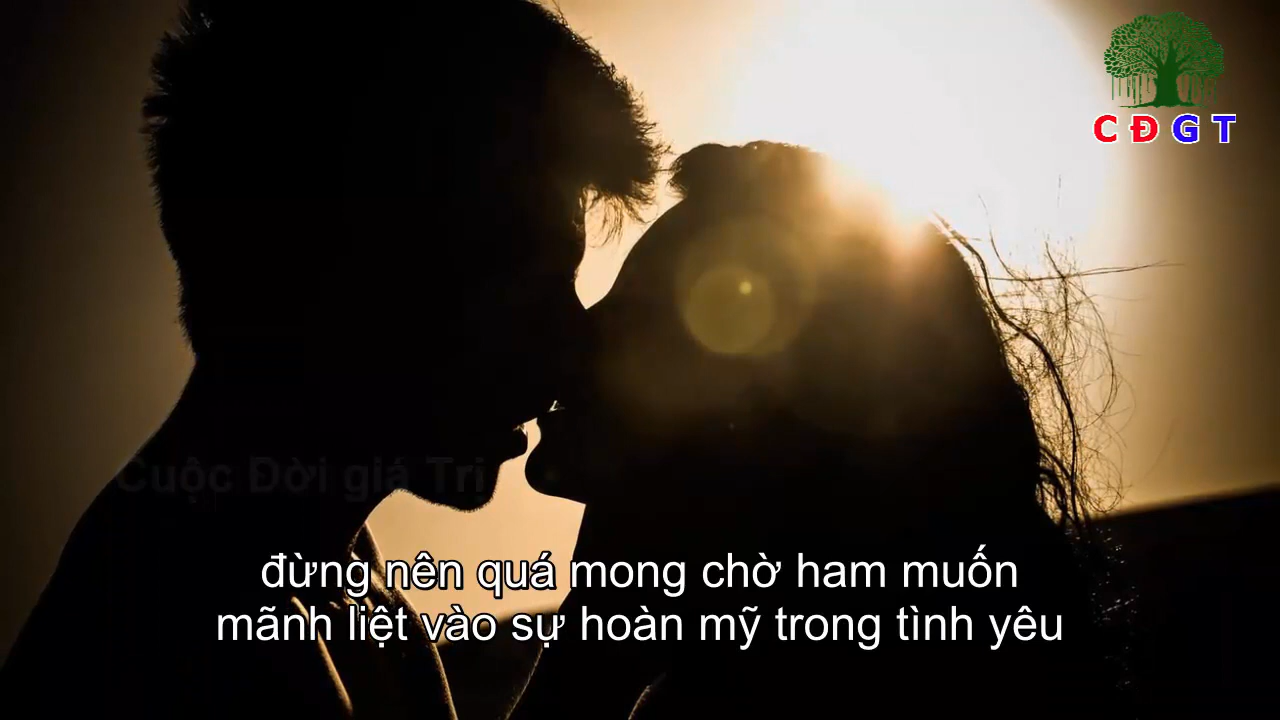 CĐGT
Cuộc Đời giá Trị
đừng nên quá mong chờ ham muốn
mãnh liệt vào sự hoàn mỹ trong tình yêu